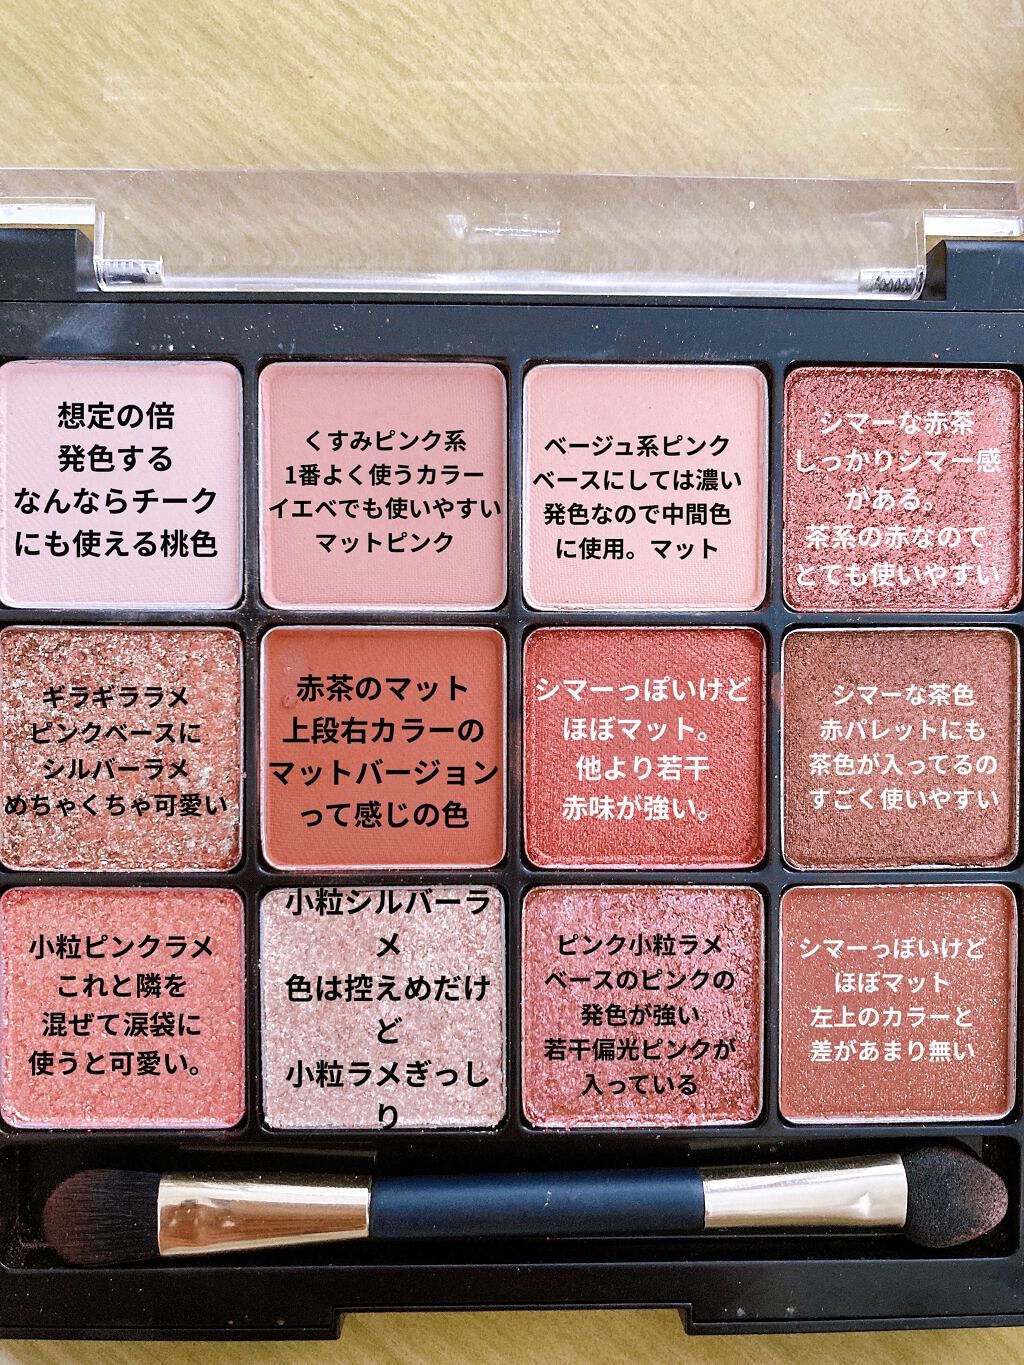 想定の倍
発色する
なんならチーク
にも使える桃色
くすみピンク系
1番よく使うカラー
イエベでも使いやすい
マットピンク
ベージュ系ピンク
ベースにしては濃い
発色なので中間色
に使用。マット
シマーな赤茶
しっかりシマー感
がある。
茶系の赤なので
とても使いやすい
ギラギララメ
ピンクベースに
シルバーラメ
めちゃくちゃ可愛い
赤茶のマット
上段右カラーの
マットバージョン
って感じの色
シマーっぽいけど
ほぼマット。
他より若干
赤味が強い。
シマーな茶色
赤パレットにも
茶色が入ってるの
すごく使いやすい
小粒ピンクラメ
これと隣を
混ぜて涙袋に
使うと可愛い。
小粒シルバーラ
メ
色は控えめだけ
ど
小粒ラメぎっし
り
ピンク小粒ラメ
ベースのピンクの
発色が強い
若干偏光ピンクが
入っている
シマーっぽいけど
ほぼマット
左上のカラーと
差があまり無い